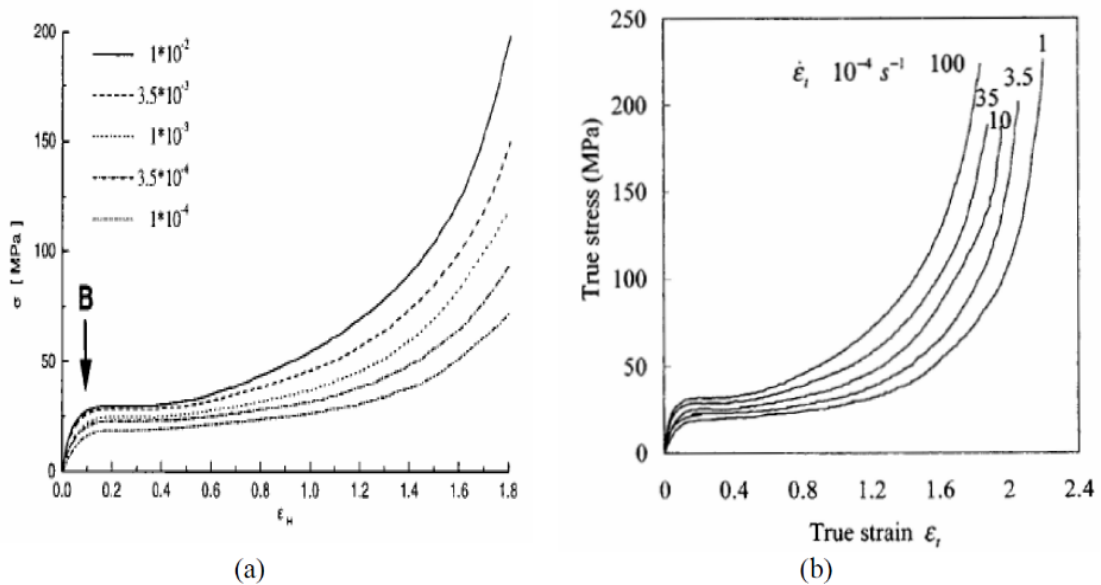 200
150
100
50
0
σ [ MPa ]
1*10⁻²
3.5*10⁻³
1*10⁻³
3.5*10⁻⁴
1*10⁻⁴
B
0.0 0.2 0.4 0.6 0.8 1.0 1.2 1.4 1.6 1.8
ε_H
(a)
250
200
150
100
50
0
True stress (MPa)
ε̇_t 10⁻⁴ s⁻¹ 100 35 10 3.5 1
0 0.4 0.8 1.2 1.6 2 2.4
True strain ε_t
(b)